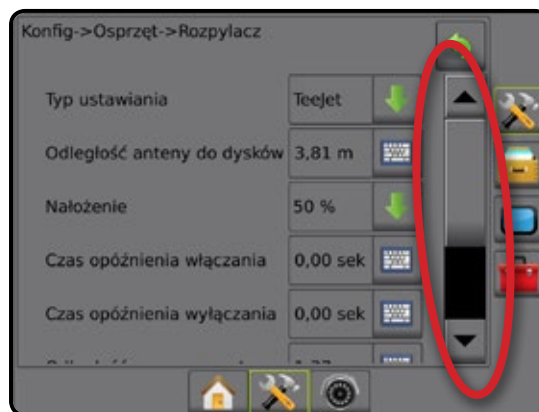 Konfig->Osprzęt->Rozpylacz
Typ ustawiania TeeJet
Odległość anteny do dysków 3,81 m
Nałożenie 50 %
Czas opóźnienia włączania 0,00 sek
Czas opóźnienia wyłączania 0,00 sek